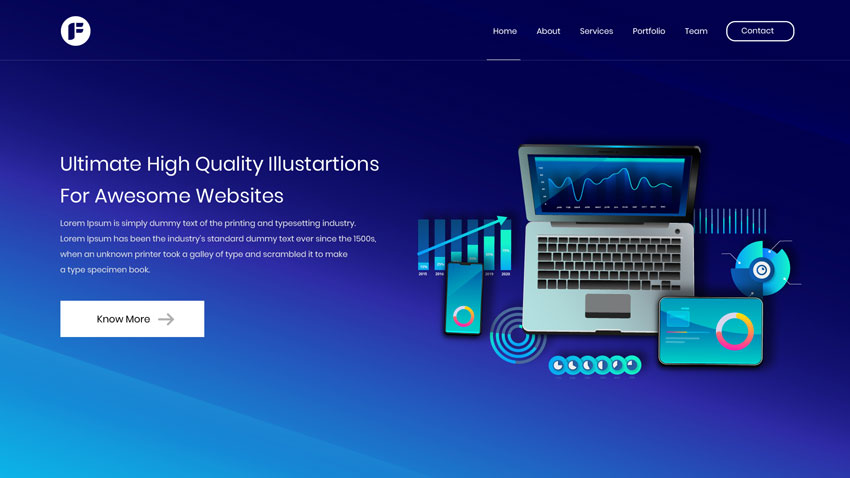 F
Home About Services Portfolio Team Contact
Ultimate High Quality Illustartions
For Awesome Websites
Lorem Ipsum is simply dummy text of the printing and typesetting industry.
Lorem Ipsum has been the industry's standard dummy text ever since the 1500s,
when an unknown printer took a galley of type and scrambled it to make
a type specimen book.
Know More
2015 2016 2019 2020